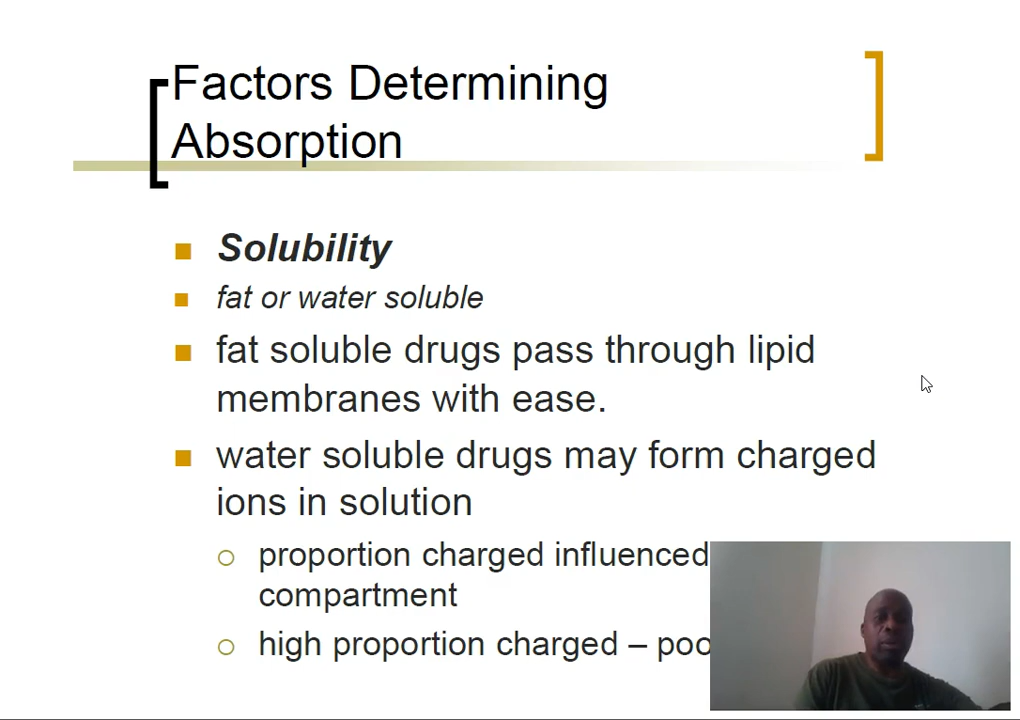 Factors Determining
Absorption
Solubility
fat or water soluble
fat soluble drugs pass through lipid
membranes with ease.
water soluble drugs may form charged
ions in solution
proportion charged influenced
compartment
high proportion charged –